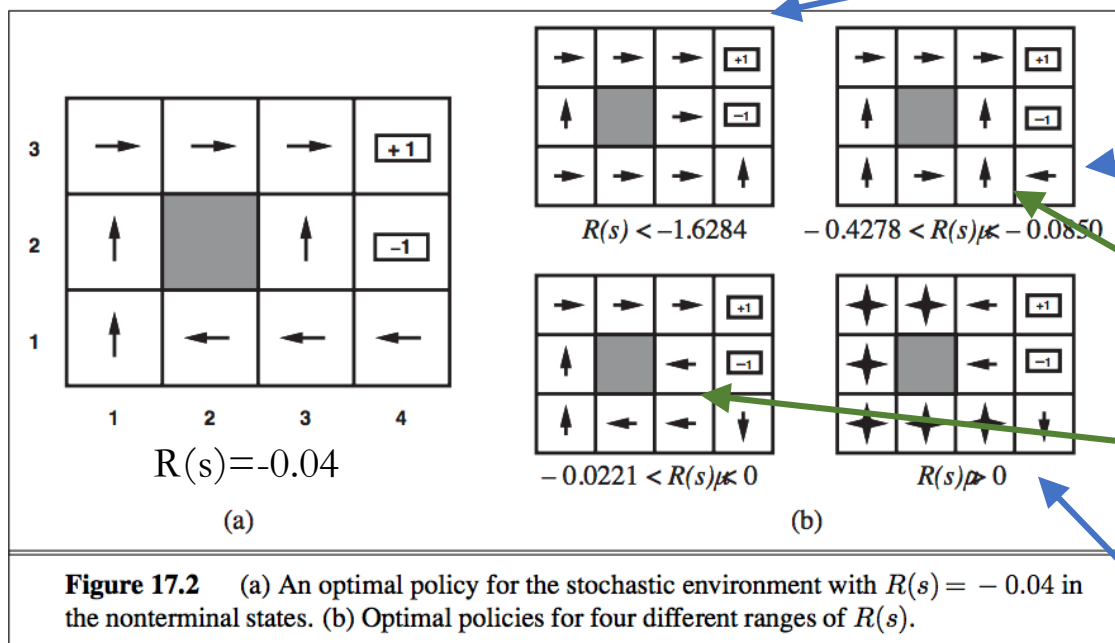 3
2
1
+ 1
-1
1 2 3 4
R(s)=-0.04
(a)
+1
-1
R(s) < -1.6284
+1
-1
- 0.4278 < R(s) < - 0.0850
+1
-1
- 0.0221 < R(s) < 0
+1
-1
R(s) > 0
(b)
Figure 17.2 (a) An optimal policy for the stochastic environment with R(s) = - 0.04 in
the nonterminal states. (b) Optimal policies for four different ranges of R(s).